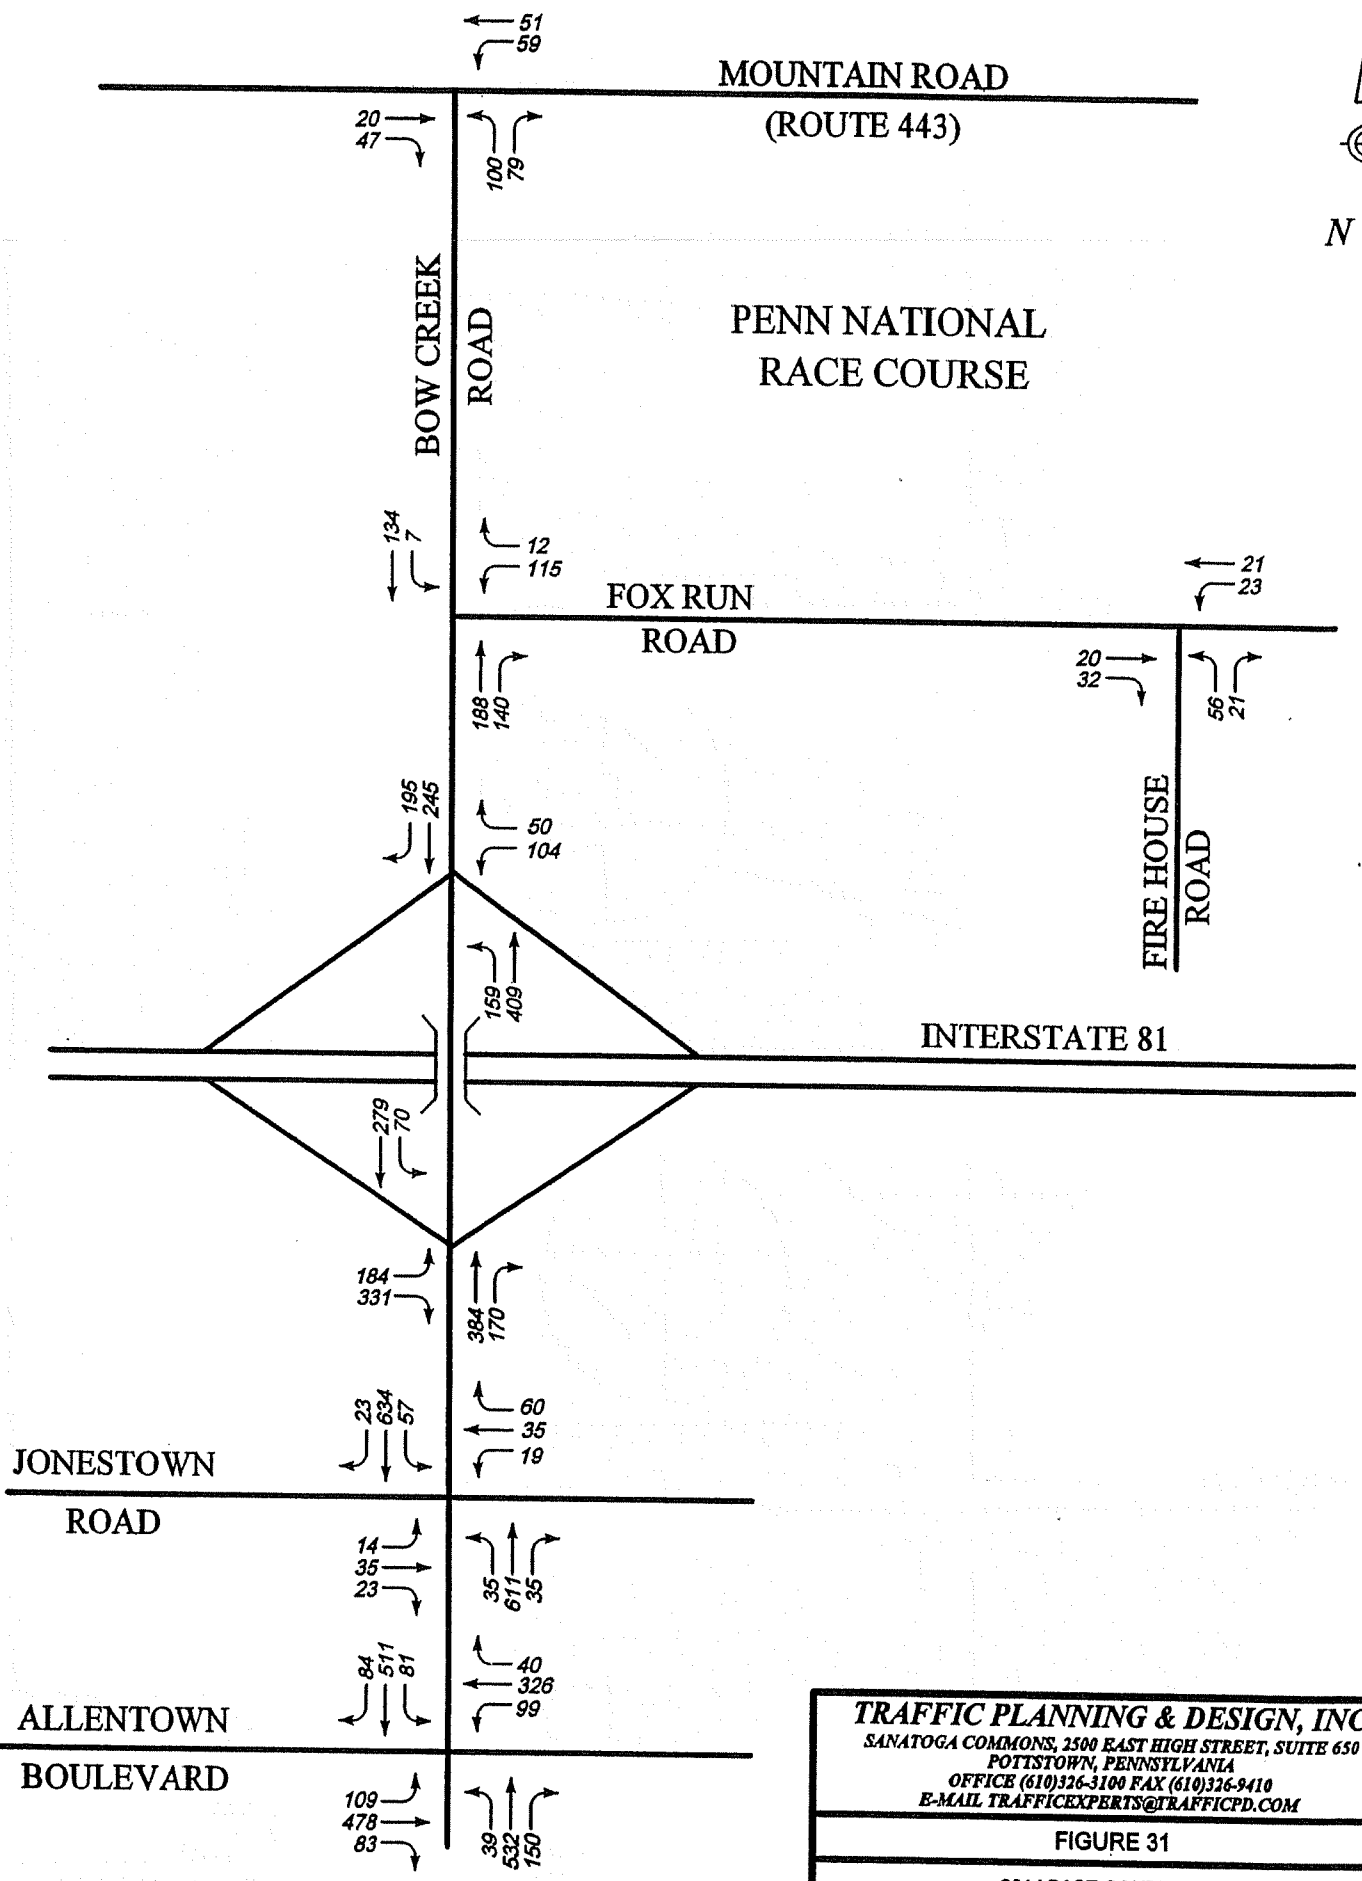 51
59
MOUNTAIN ROAD
(ROUTE 443)
20
47
100
79
N
BOW CREEK
ROAD
PENN NATIONAL
RACE COURSE
134
7
12
115
FOX RUN
ROAD
21
23
20
32
56
21
188
140
195
245
50
104
FIRE HOUSE
ROAD
159
409
INTERSTATE 81
279
70
184
331
384
170
23
634
57
60
35
19
JONESTOWN
ROAD
14
35
23
35
611
35
84
511
81
40
326
99
ALLENTOWN
BOULEVARD
109
478
83
39
532
150
TRAFFIC PLANNING & DESIGN, INC
SANATOGA COMMONS, 2500 EAST HIGH STREET, SUITE 650
POTTSTOWN, PENNSYLVANIA
OFFICE (610)326-3100 FAX (610)326-9410
E-MAIL TRAFFICEXPERTS@TRAFFICPD.COM
FIGURE 31